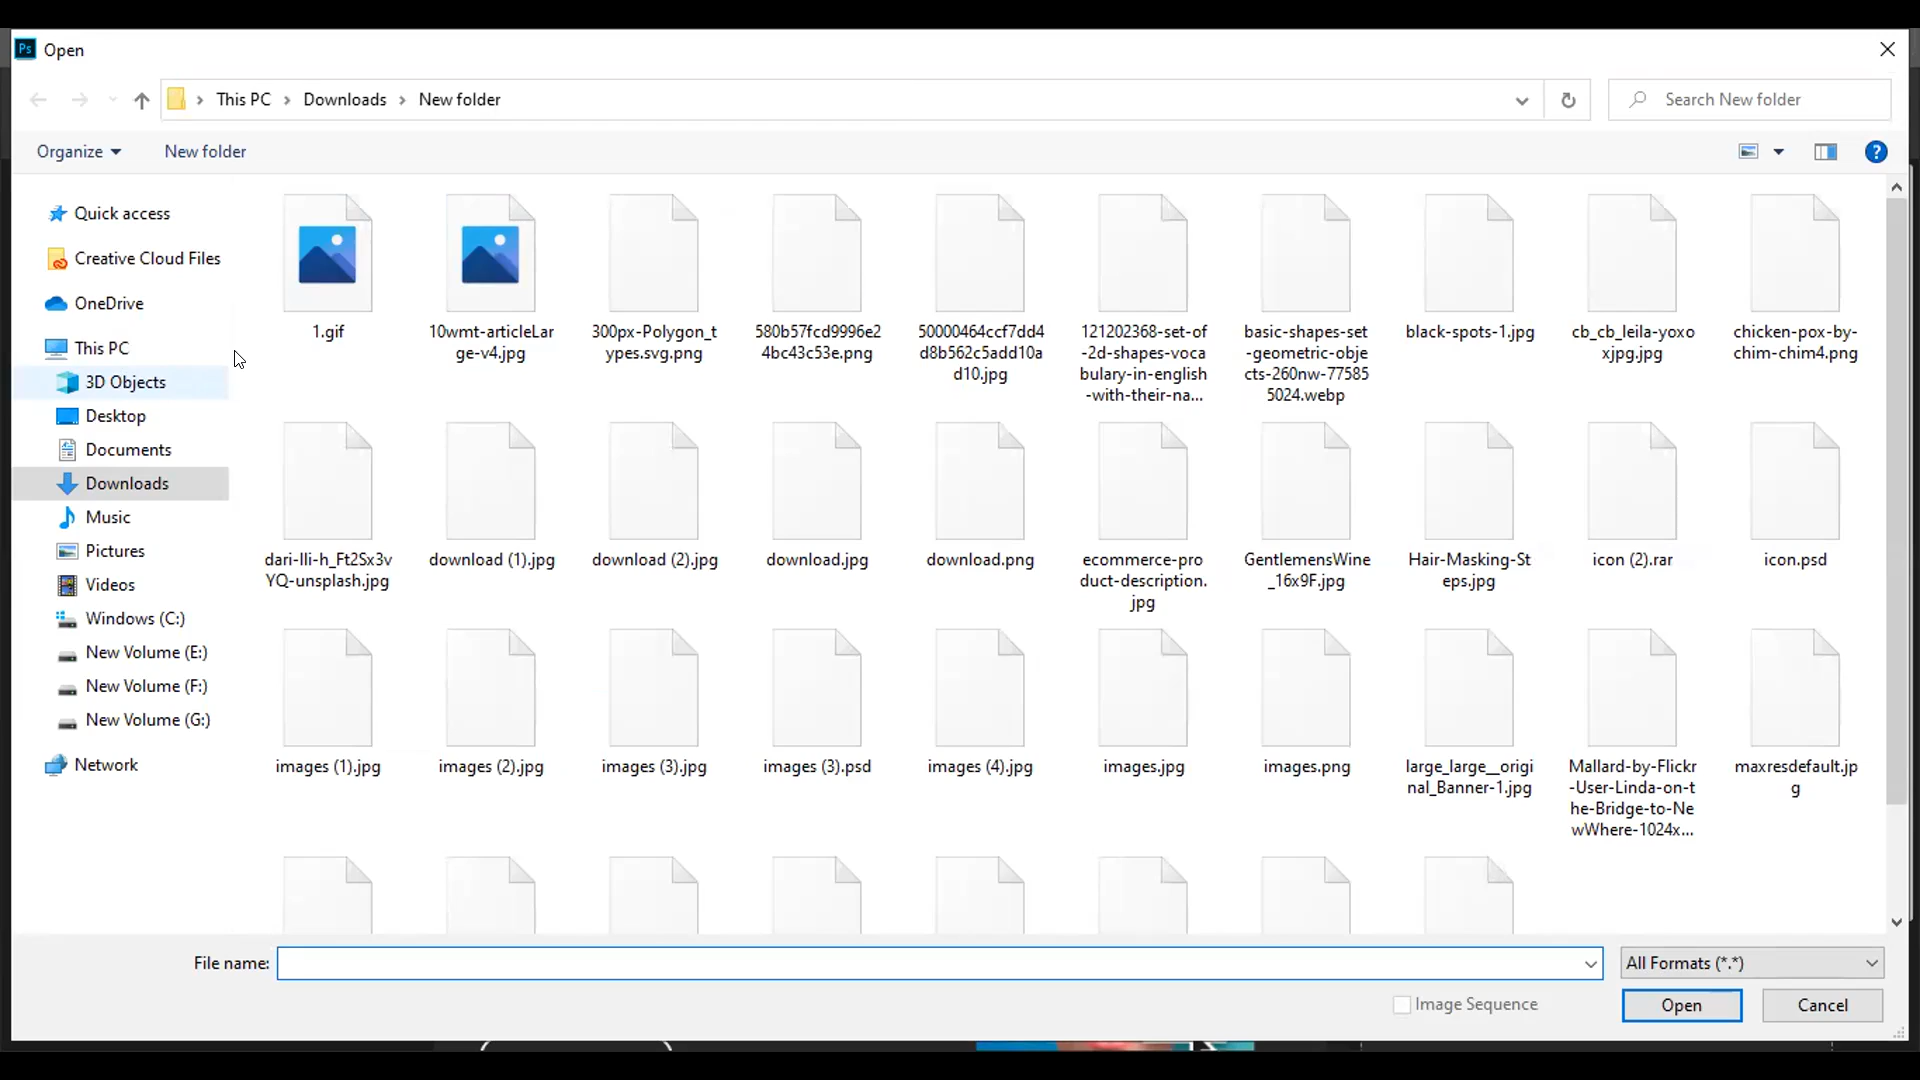 Ps Open
This PC Downloads New folder
Search New folder
Organize New folder
?
Quick access
Creative Cloud Files
OneDrive
This PC
3D Objects
Desktop
Documents
Downloads
Music
Pictures
Videos
Windows (C:)
New Volume (E:)
New Volume (F:)
New Volume (G:)
Network
1.gif
10wmt-articleLar
ge-v4.jpg
300px-Polygon_t
ypes.svg.png
580b57fcd9996e2
4bc43c53e.png
50000464ccf7dd4
d8b562c5add10a
d10.jpg
121202368-set-of
-2d-shapes-voca
bulary-in-english
-with-their-na...
basic-shapes-set
-geometric-obje
cts-260nw-77585
5024.webp
black-spots-1.jpg
cb_cb_leila-yoxo
xjpg.jpg
chicken-pox-by-
chim-chim4.png
dari-lli-h_Ft2Sx3v
YQ-unsplash.jpg
download (1).jpg
download (2).jpg
download.jpg
download.png
ecommerce-pro
duct-description.
jpg
GentlemensWine
_16x9F.jpg
Hair-Masking-St
eps.jpg
icon (2).rar
icon.psd
images (1).jpg
images (2).jpg
images (3).jpg
images (3).psd
images (4).jpg
images.jpg
images.png
large_large__origi
nal_Banner-1.jpg
Mallard-by-Flickr
-User-Linda-on-t
he-Bridge-to-Ne
wWhere-1024x...
maxresdefault.jp
g
File name:
All Formats (*.*)
Image Sequence
Open
Cancel